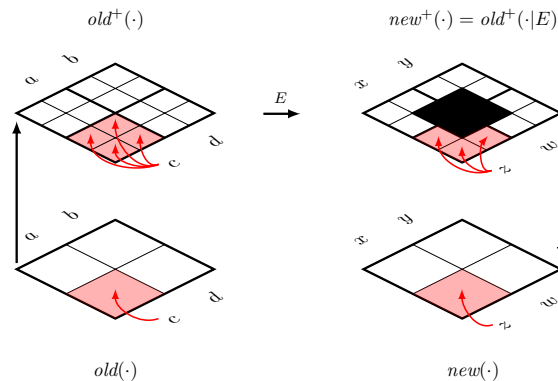 old⁺(·)
new⁺(·) = old⁺(·|E)
a b
x y
E
c d
z w
a b
x y
c d
z w
old(·)
new(·)